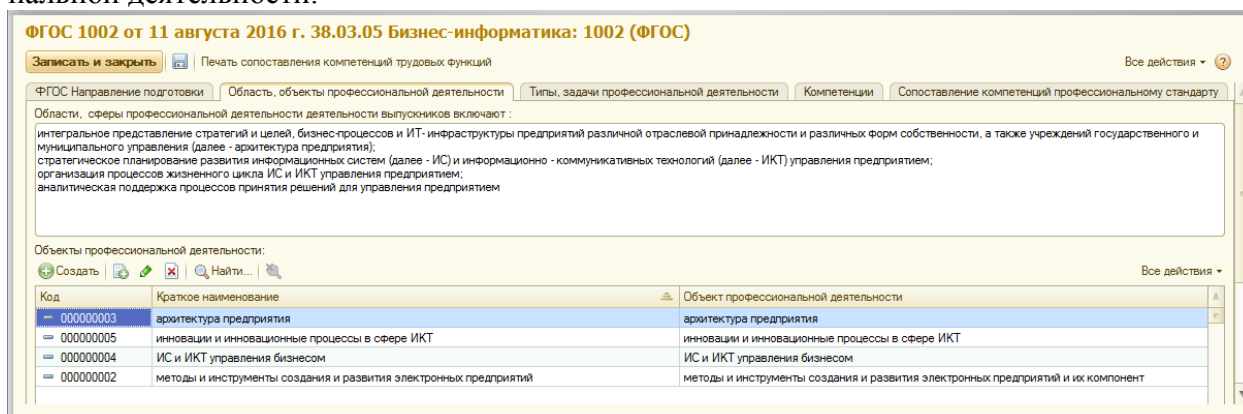 нальной деятельности.
ФГОС 1002 от 11 августа 2016 г. 38.03.05 Бизнес-информатика: 1002 (ФГОС)
Записать и закрыть Печать сопоставления компетенций трудовых функций Все действия
ФГОС Направление подготовки Область, объекты профессиональной деятельности Типы, задачи профессиональной деятельности Компетенции Сопоставление компетенций профессиональному стандарту
Области, сферы профессиональной деятельности деятельности выпускников включают :
интегральное представление стратегий и целей, бизнес-процессов и ИТ- инфраструктуры предприятий различной отраслевой принадлежности и различных форм собственности, а также учреждений государственного и
муниципального управления (далее - архитектура предприятия);
стратегическое планирование развития информационных систем (далее - ИС) и информационно - коммуникативных технологий (далее - ИКТ) управления предприятием;
организация процессов жизненного цикла ИС и ИКТ управления предприятием;
аналитическая поддержка процессов принятия решений для управления предприятием
Объекты профессиональной деятельности:
Создать Найти... Все действия
Код Краткое наименование Объект профессиональной деятельности
000000003 архитектура предприятия архитектура предприятия
000000005 инновации и инновационные процессы в сфере ИКТ инновации и инновационные процессы в сфере ИКТ
000000004 ИС и ИКТ управления бизнесом ИС и ИКТ управления бизнесом
000000002 методы и инструменты создания и развития электронных предприятий методы и инструменты создания и развития электронных предприятий и их компонент